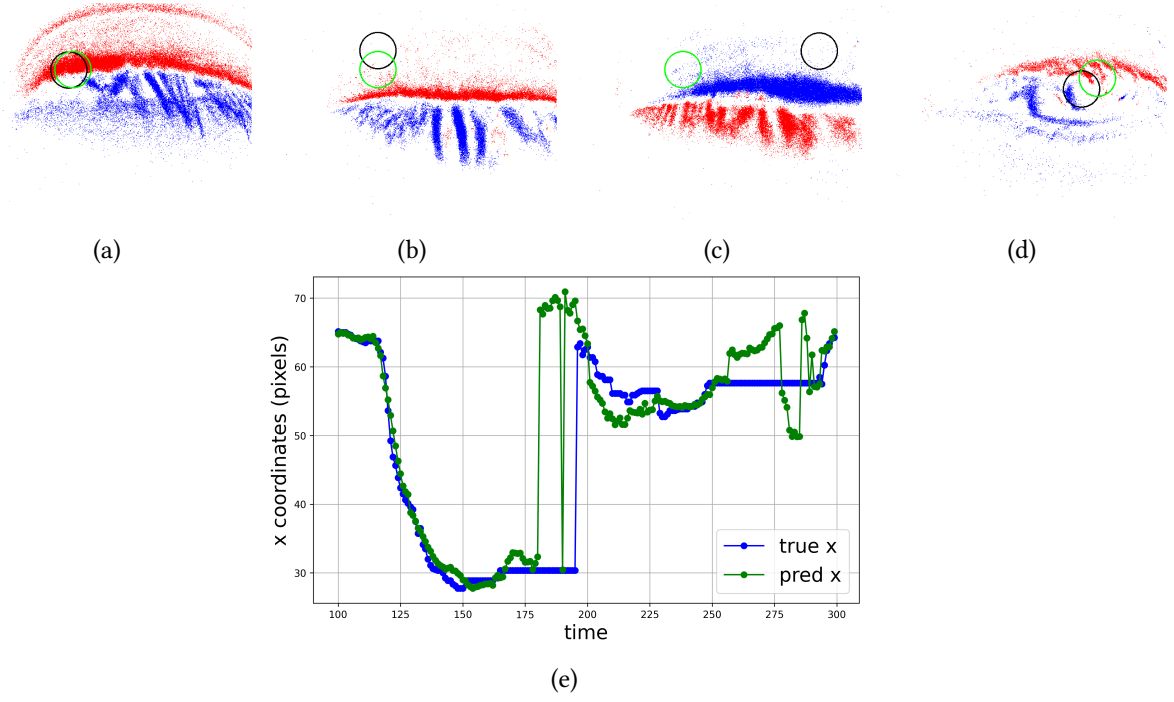 (a) (b) (c) (d)
70
60
50
40
30
x coordinates (pixels)
true x
pred x
100 125 150 175 200 225 250 275 300
time
(e)